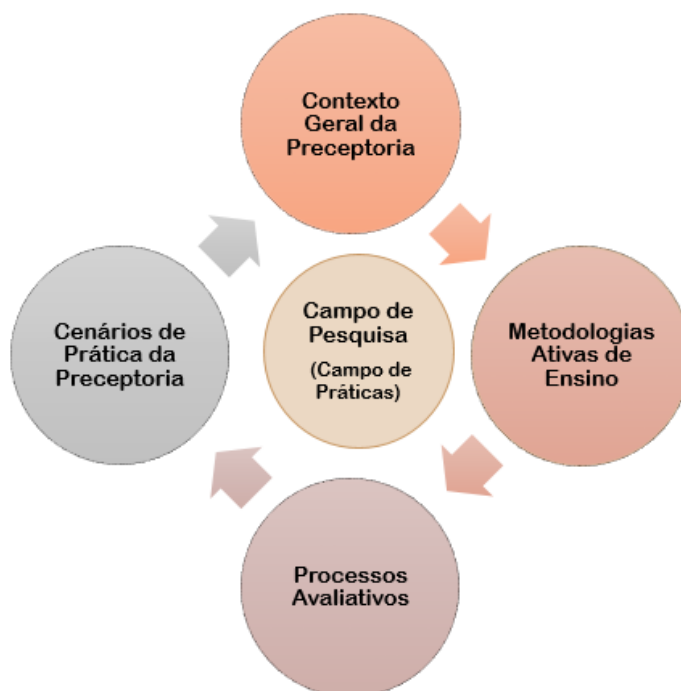 Contexto
Geral da
Preceptoria
Cenários de
Prática da
Preceptoria
Campo de
Pesquisa
(Campo de
Práticas)
Metodologias
Ativas de
Ensino
Processos
Avaliativos